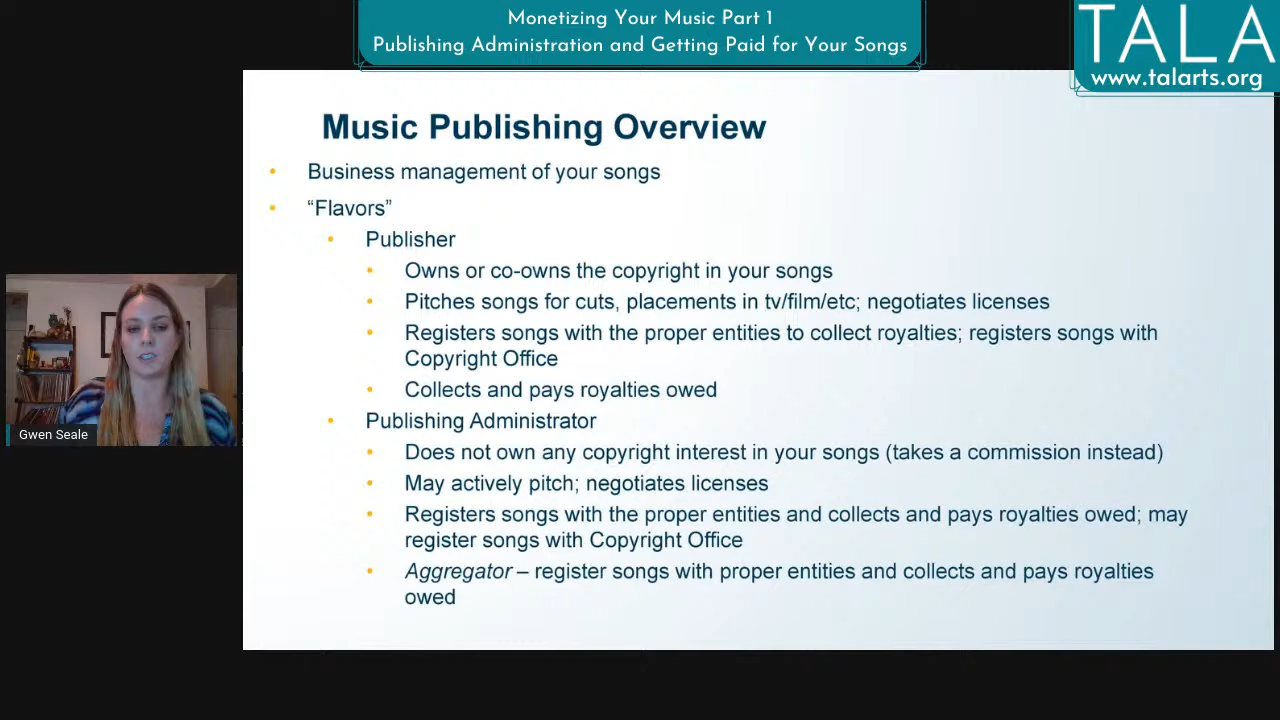 Monetizing Your Music Part 1
Publishing Administration and Getting Paid for Your Songs
TALA
www.talarts.org
Music Publishing Overview
• Business management of your songs
• “Flavors”
• Publisher
• Owns or co-owns the copyright in your songs
• Pitches songs for cuts, placements in tv/film/etc; negotiates licenses
• Registers songs with the proper entities to collect royalties; registers songs with
Copyright Office
• Collects and pays royalties owed
• Publishing Administrator
• Does not own any copyright interest in your songs (takes a commission instead)
• May actively pitch; negotiates licenses
• Registers songs with the proper entities and collects and pays royalties owed; may
register songs with Copyright Office
• Aggregator – register songs with proper entities and collects and pays royalties
owed
Gwen Seale